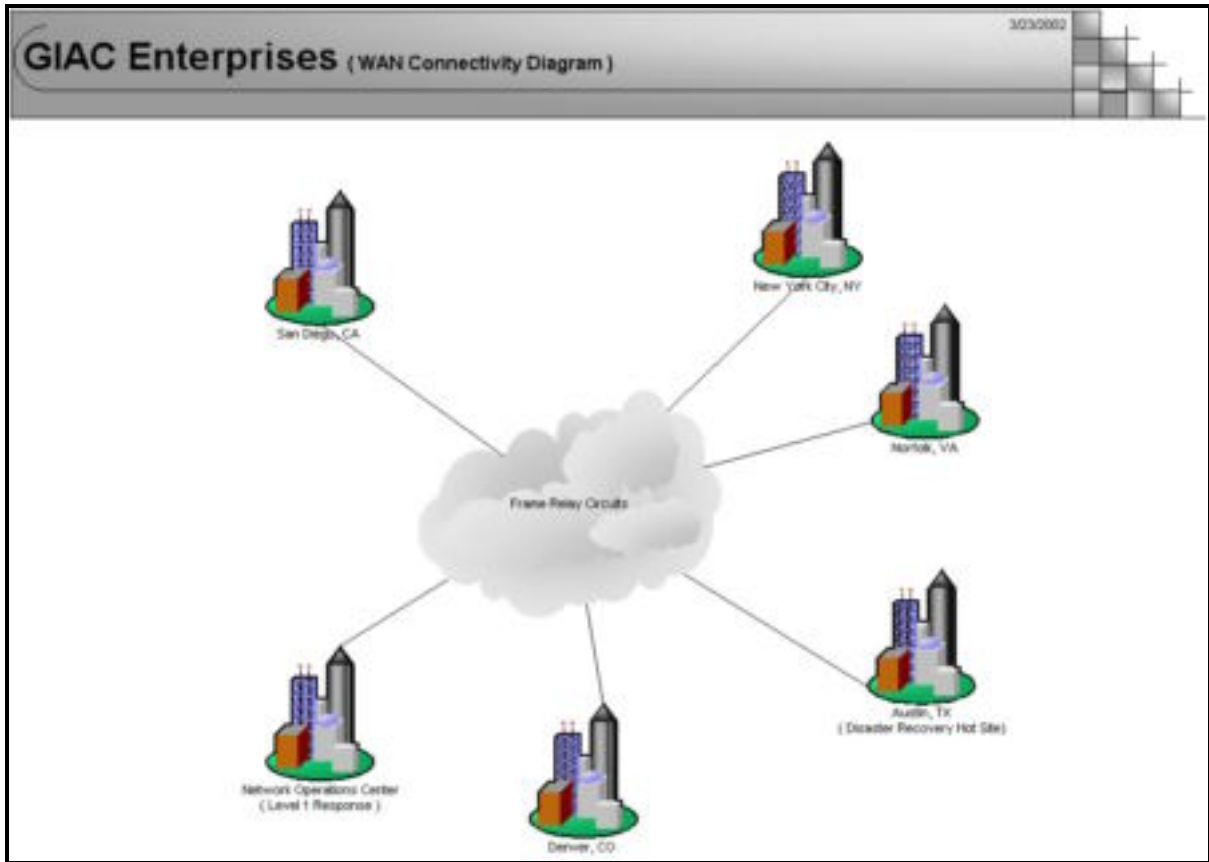 3/23/2002
GIAC Enterprises ( WAN Connectivity Diagram )
New York City, NY
San Diego, CA
Norfolk, VA
Frame Relay Circuits
Austin, TX
( Disaster Recovery Hot Site)
Network Operations Center
( Level 1 Response )
Denver, CO